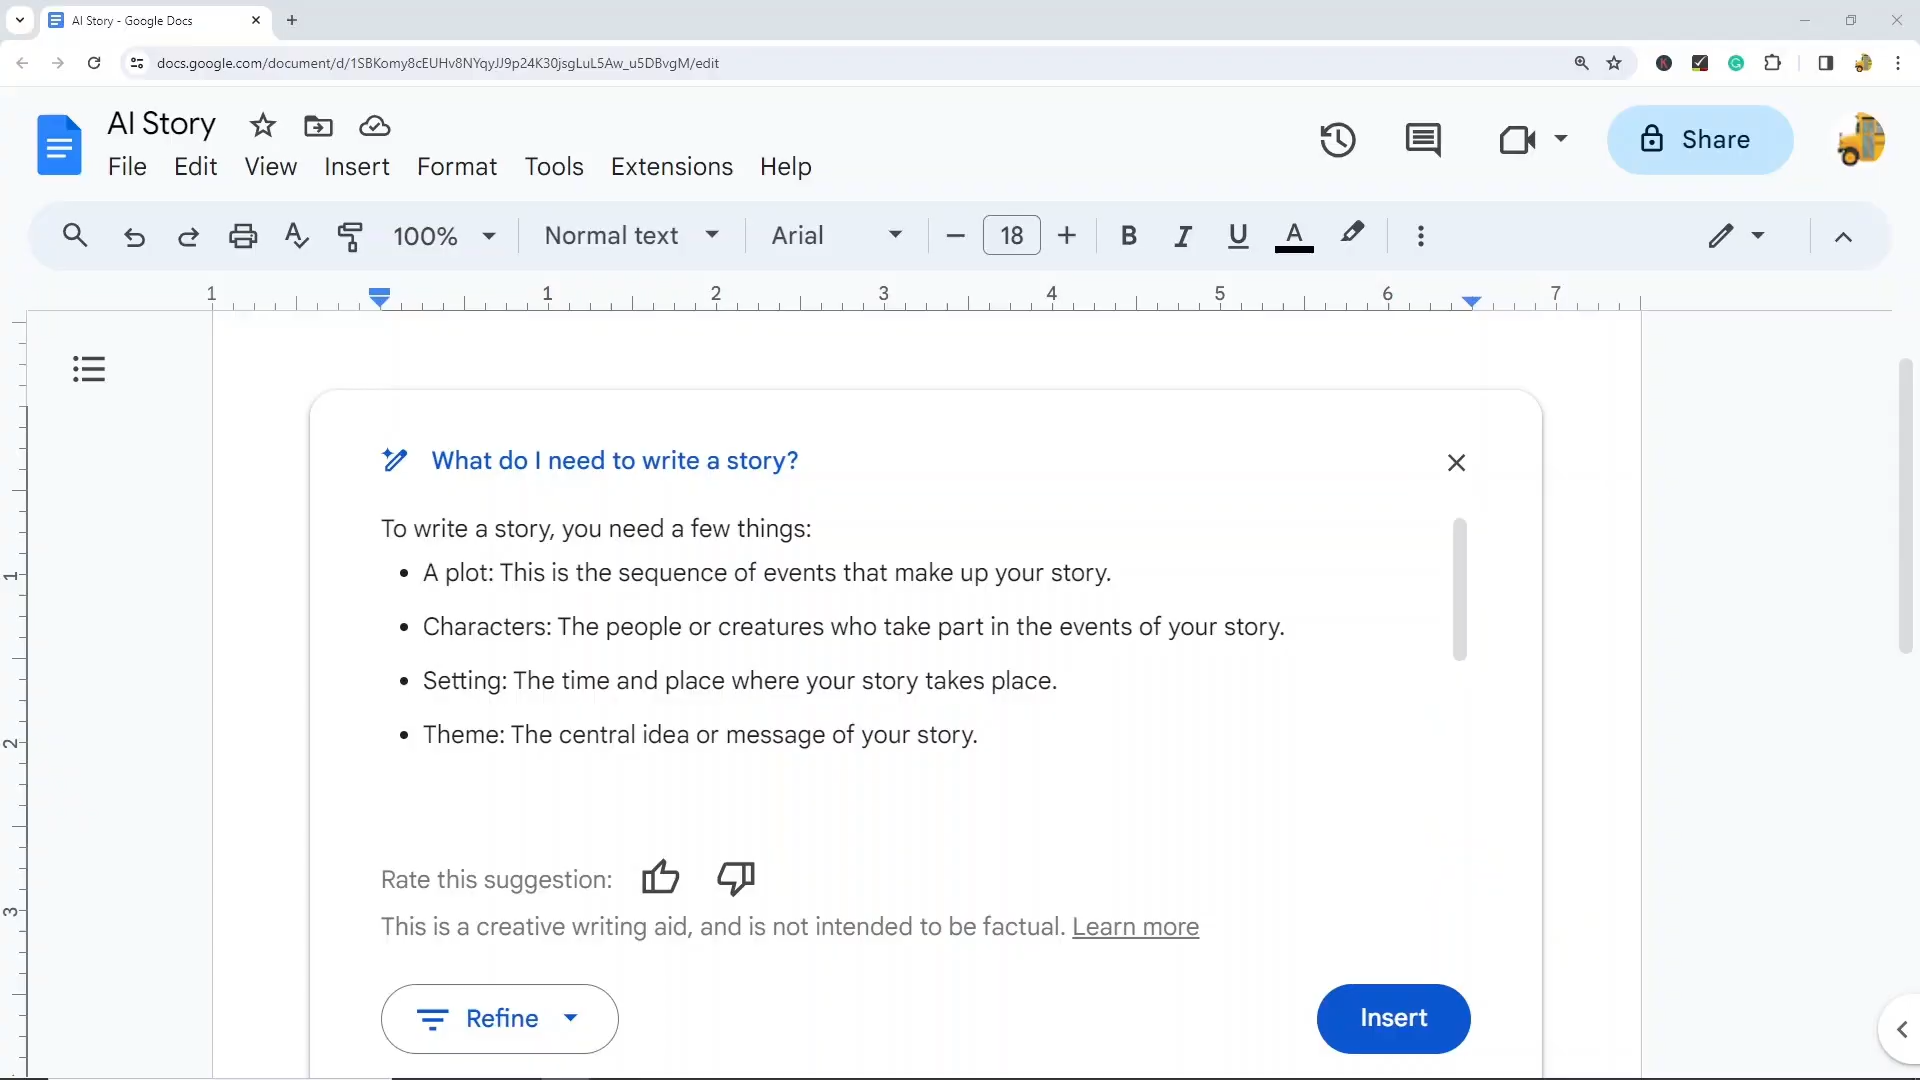 AI Story - Google Docs
docs.google.com/document/d/1SBKomy8cEUHv8NYqyJJ9p24K30jsgLuL5Aw_u5DBvgM/edit
AI Story
File Edit View Insert Format Tools Extensions Help
Share
100% Normal text Arial 18 B I U A
1 1 2 3 4 5 6 7
What do I need to write a story?
To write a story, you need a few things:
• A plot: This is the sequence of events that make up your story.
• Characters: The people or creatures who take part in the events of your story.
• Setting: The time and place where your story takes place.
• Theme: The central idea or message of your story.
1
2
3
Rate this suggestion:
This is a creative writing aid, and is not intended to be factual. Learn more
Refine
Insert